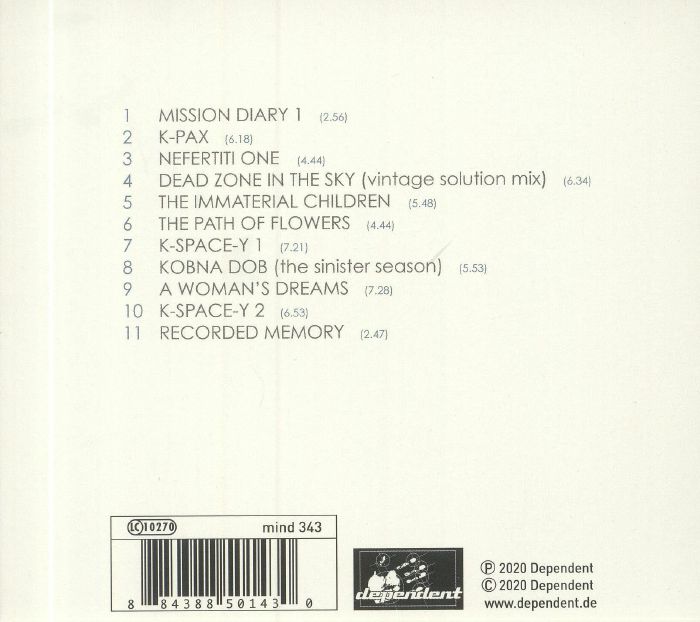 1 MISSION DIARY 1 (2.56)
2 K-PAX (6.18)
3 NEFERTITI ONE (4.44)
4 DEAD ZONE IN THE SKY (vintage solution mix) (6.34)
5 THE IMMATERIAL CHILDREN (5.48)
6 THE PATH OF FLOWERS (4.44)
7 K-SPACE-Y 1 (7.21)
8 KOBNA DOB (the sinister season) (5.53)
9 A WOMAN'S DREAMS (7.28)
10 K-SPACE-Y 2 (6.53)
11 RECORDED MEMORY (2.47)
LC 10270 mind 343
8 84388 50143 0
dependent
Ⓟ 2020 Dependent
© 2020 Dependent
www.dependent.de